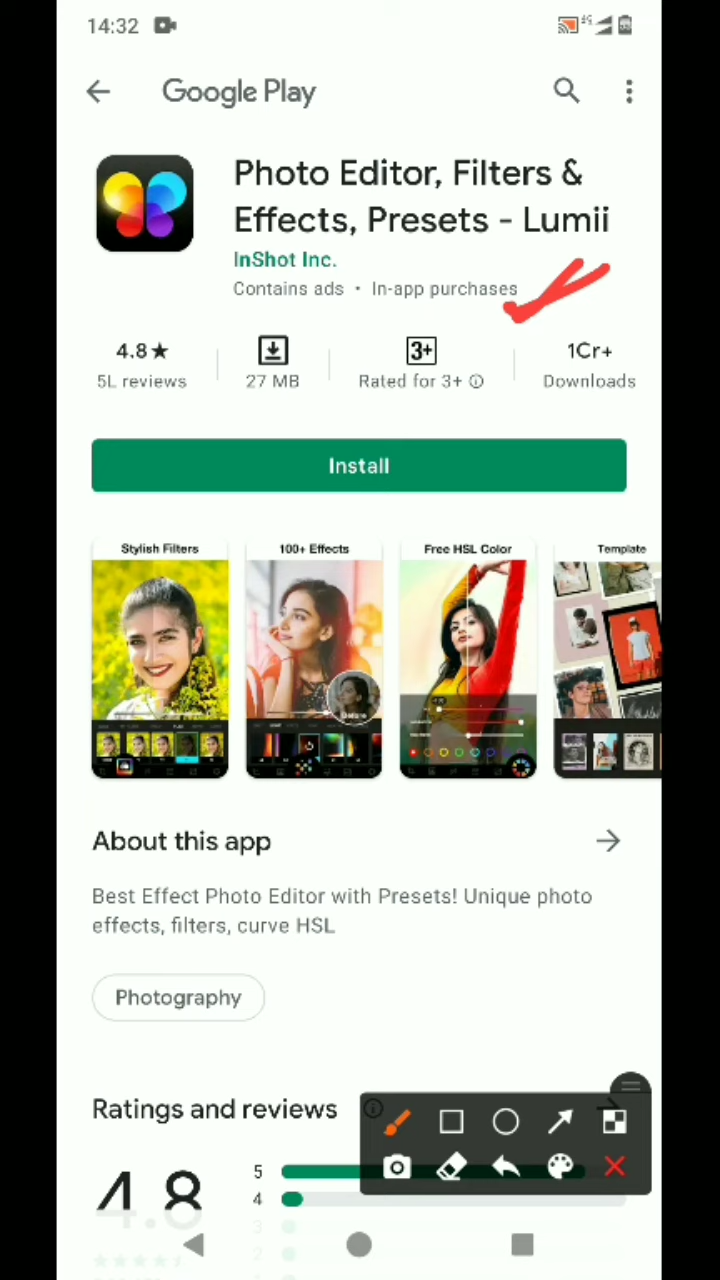 14:32
4G
Google Play
Photo Editor, Filters &
Effects, Presets - Lumii
InShot Inc.
Contains ads • In-app purchases
4.8★
5L reviews
27 MB
3+
Rated for 3+
1Cr+
Downloads
Install
Stylish Filters
100+ Effects
Free HSL Color
Template
About this app
Best Effect Photo Editor with Presets! Unique photo
effects, filters, curve HSL
Photography
Ratings and reviews
4.8
5
4
3
2